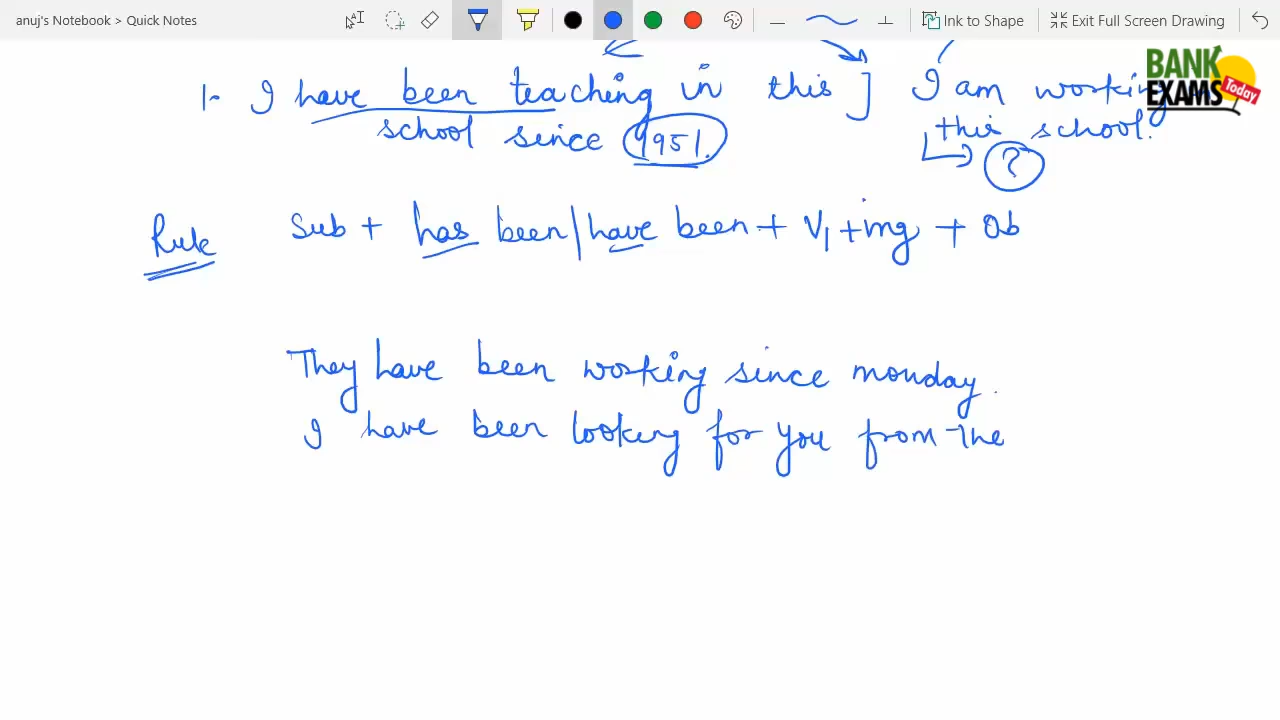 anuj's Notebook > Quick Notes
Ink to Shape
Exit Full Screen Drawing
BANK
EXAMS
Today
1. I have been teaching in this ] I am working
school since 1951. this school.
?
Rule Sub + has been/have been + V1 + ing + Ob
They have been working since monday.
I have been looking for you from the